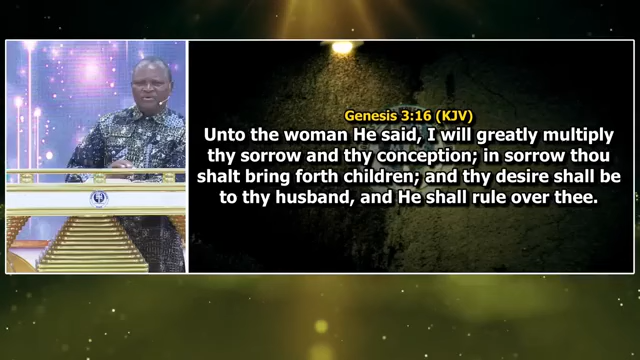 Genesis 3:16 (KJV)
Unto the woman He said, I will greatly multiply
thy sorrow and thy conception; in sorrow thou
shalt bring forth children; and thy desire shall be
to thy husband, and He shall rule over thee.